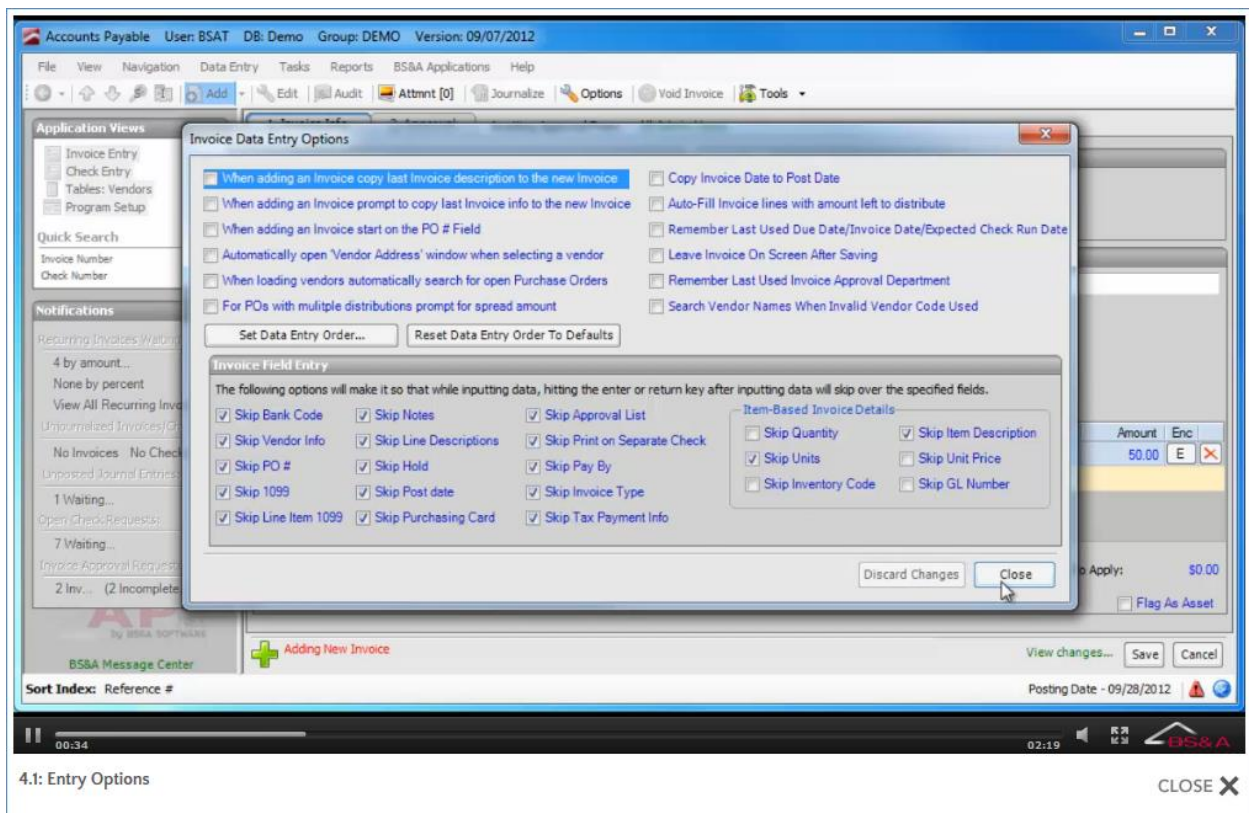 Accounts Payable User: BSAT DB: Demo Group: DEMO Version: 09/07/2012
File View Navigation Data Entry Tasks Reports BS&A Applications Help
Add Edit Audit Attmnt [0] Journalize Options Void Invoice Tools
Application Views
Invoice Entry
Check Entry
Tables: Vendors
Program Setup
Quick Search
Invoice Number
Check Number
Notifications
Recurring Invoices
4 by amount...
None by percent
View All Recurring
Unjournalized
No Invoices No Check
Unposted Journal Entries
1 Waiting...
Open Check Requests:
7 Waiting...
Invoice Approval
2 Inv... (2 Incomplete
AP
by BS&A SOFTWARE
BS&A Message Center
Invoice Data Entry Options
When adding an Invoice copy last Invoice description to the new Invoice
When adding an Invoice prompt to copy last Invoice info to the new Invoice
When adding an Invoice start on the PO # Field
Automatically open 'Vendor Address' window when selecting a vendor
When loading vendors automatically search for open Purchase Orders
For POs with mulitple distributions prompt for spread amount
Copy Invoice Date to Post Date
Auto-Fill Invoice lines with amount left to distribute
Remember Last Used Due Date/Invoice Date/Expected Check Run Date
Leave Invoice On Screen After Saving
Remember Last Used Invoice Approval Department
Search Vendor Names When Invalid Vendor Code Used
Set Data Entry Order... Reset Data Entry Order To Defaults
Invoice Field Entry
The following options will make it so that while inputting data, hitting the enter or return key after inputting data will skip over the specified fields.
Skip Bank Code Skip Notes Skip Approval List
Skip Vendor Info Skip Line Descriptions Skip Print on Separate Check
Skip PO # Skip Hold Skip Pay By
Skip 1099 Skip Post date Skip Invoice Type
Skip Line Item 1099 Skip Purchasing Card Skip Tax Payment Info
Item-Based Invoice Details
Skip Quantity Skip Item Description
Skip Units Skip Unit Price
Skip Inventory Code Skip GL Number
Discard Changes Close
Amount Enc
50.00 E
Apply: $0.00
Flag As Asset
Adding New Invoice View changes... Save Cancel
Sort Index: Reference # Posting Date - 09/28/2012
00:34 02:19 BS&A
4.1: Entry Options CLOSE